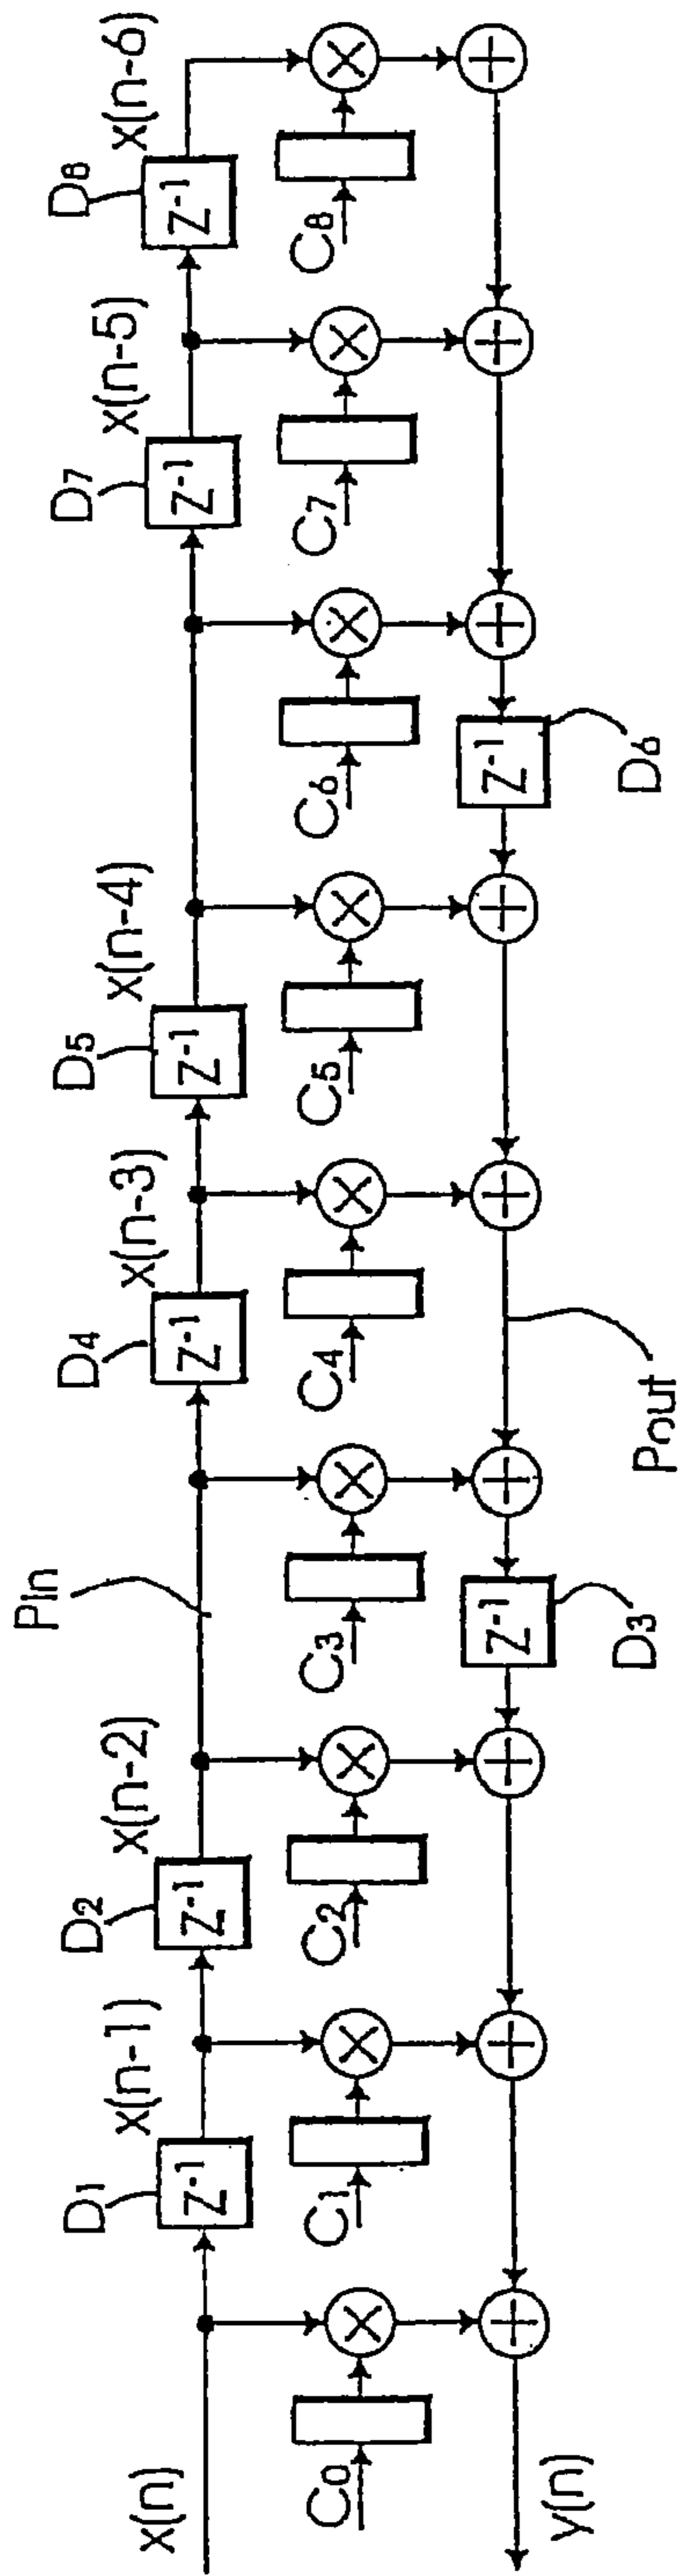 D1 D2 D4 D5 D7 D8
x(n) x(n-1) x(n-2) Pin x(n-3) x(n-4) x(n-5) x(n-6)
Z-1 Z-1 Z-1 Z-1 Z-1 Z-1
C0 C1 C2 C3 C4 C5 C6 C7 C8
Z-1 Z-1
y(n) D3 Pout D6